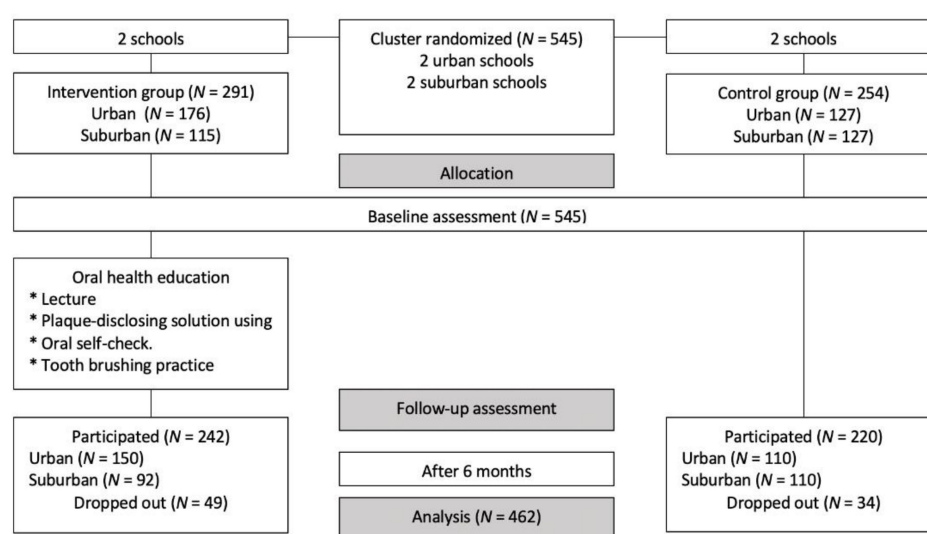 2 schools
Cluster randomized (N = 545)
2 urban schools
2 suburban schools
2 schools
Intervention group (N = 291)
Urban (N = 176)
Suburban (N = 115)
Control group (N = 254)
Urban (N = 127)
Suburban (N = 127)
Allocation
Baseline assessment (N = 545)
Oral health education
* Lecture
* Plaque-disclosing solution using
* Oral self-check.
* Tooth brushing practice
Follow-up assessment
Participated (N = 242)
Urban (N = 150)
Suburban (N = 92)
Dropped out (N = 49)
After 6 months
Analysis (N = 462)
Participated (N = 220)
Urban (N = 110)
Suburban (N = 110)
Dropped out (N = 34)